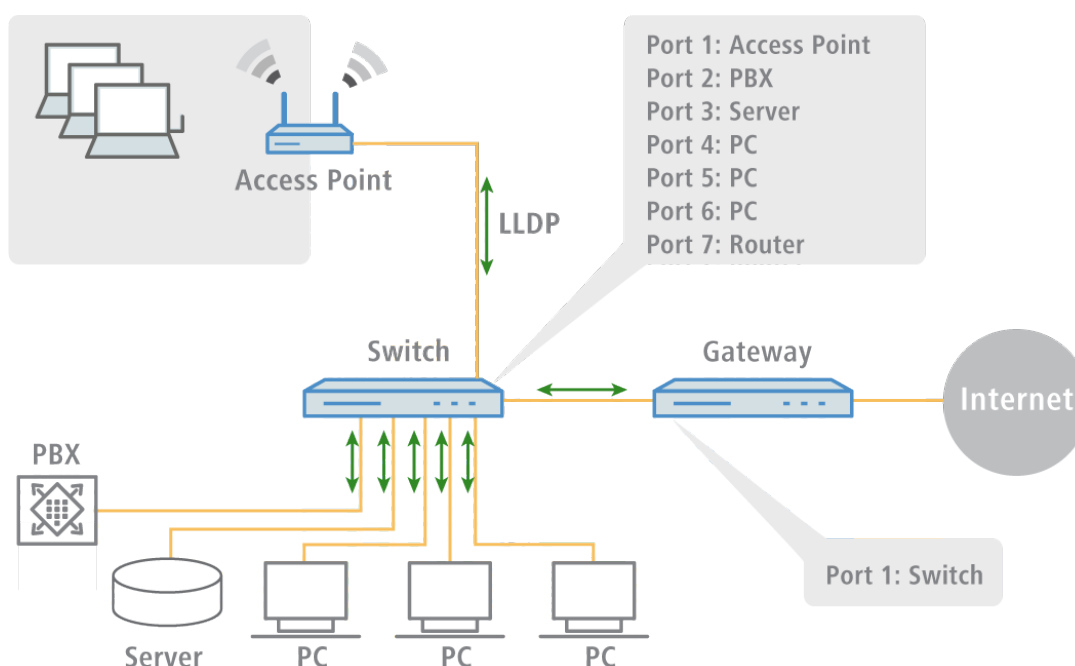 Port 1: Access Point
Port 2: PBX
Port 3: Server
Port 4: PC
Port 5: PC
Port 6: PC
Port 7: Router
Access Point
LLDP
Switch
Gateway
Internet
PBX
Port 1: Switch
Server
PC
PC
PC